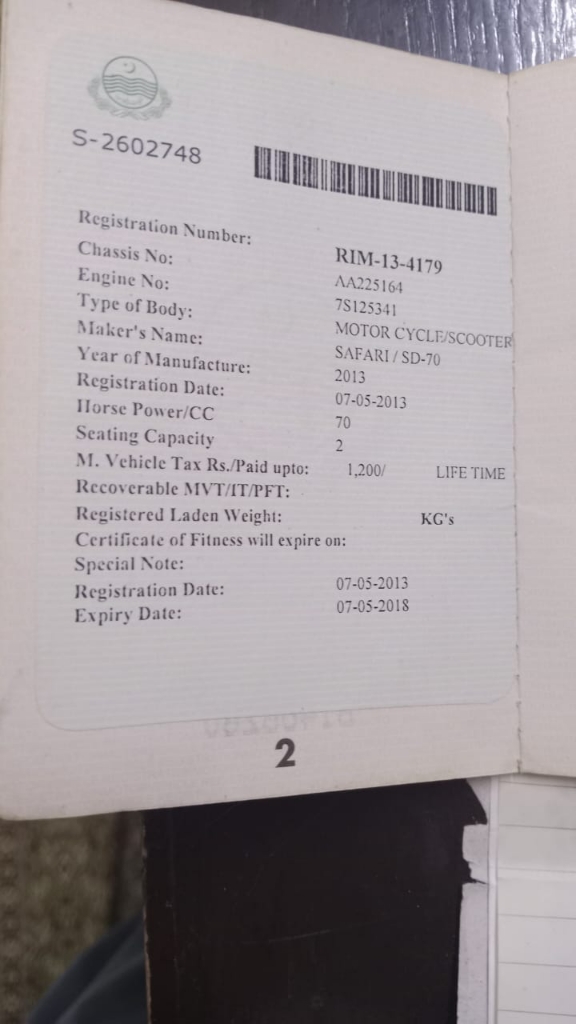 S-2602748
Registration Number: RIM-13-4179
Chassis No: AA225164
Engine No: 7S125341
Type of Body: MOTOR CYCLE/SCOOTER
Maker's Name: SAFARI / SD-70
Year of Manufacture: 2013
Registration Date: 07-05-2013
Horse Power/CC 70
Seating Capacity 2
M. Vehicle Tax Rs./Paid upto: 1,200/ LIFE TIME
Recoverable MVT/IT/PFT:
Registered Laden Weight: KG's
Certificate of Fitness will expire on:
Special Note:
Registration Date: 07-05-2013
Expiry Date: 07-05-2018
2